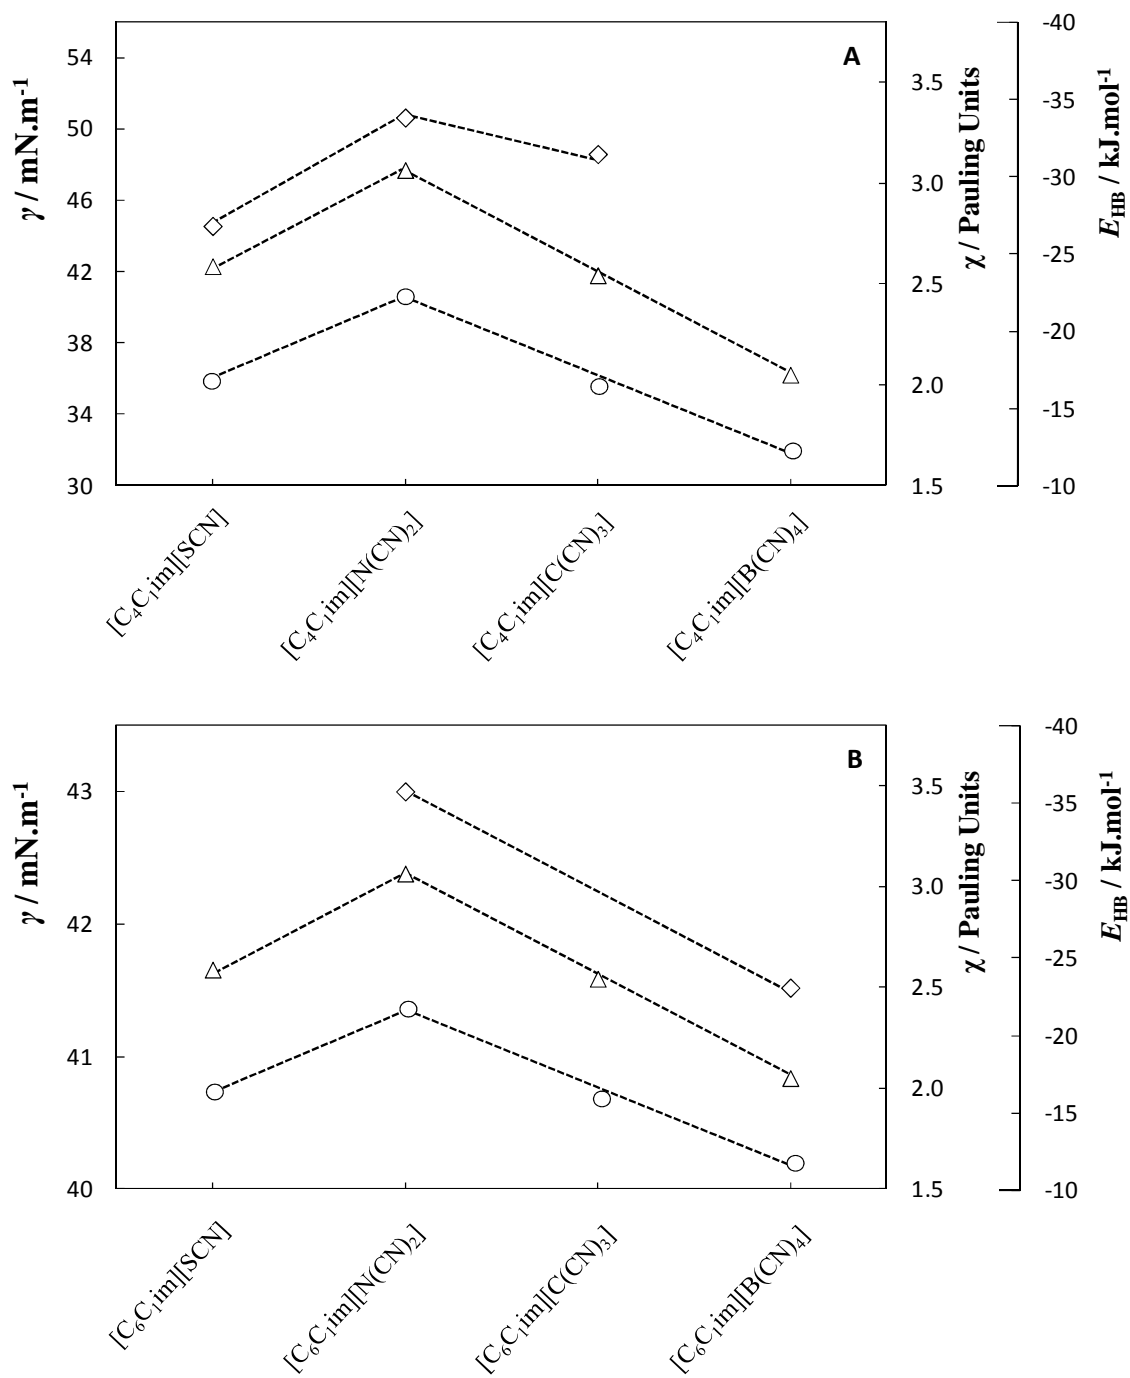 A
γ / mN.m-1
54
50
46
42
38
34
30
3.5
3.0
2.5
2.0
1.5
χ / Pauling Units
-40
-35
-30
-25
-20
-15
-10
EHB / kJ.mol-1
[C4C1im][SCN]
[C4C1im][N(CN)2]
[C4C1im][C(CN)3]
[C4C1im][B(CN)4]
B
γ / mN.m-1
43
42
41
40
3.5
3.0
2.5
2.0
1.5
χ / Pauling Units
-40
-35
-30
-25
-20
-15
-10
EHB / kJ.mol-1
[C6C1im][SCN]
[C6C1im][N(CN)2]
[C6C1im][C(CN)3]
[C6C1im][B(CN)4]